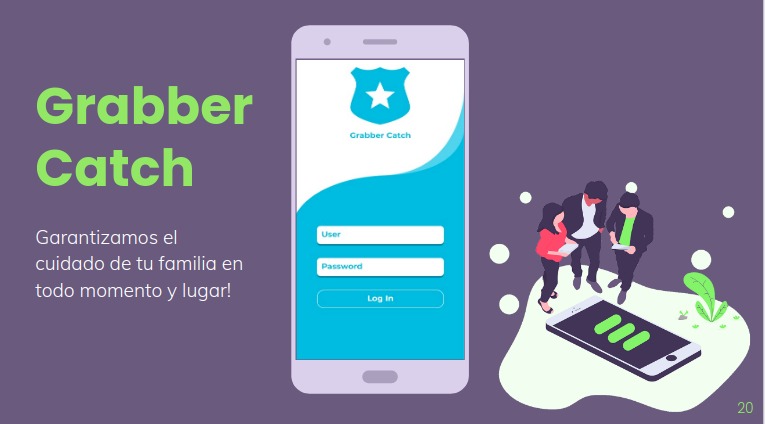 Grabber
Catch
Garantizamos el
cuidado de tu familia en
todo momento y lugar!
Grabber Catch
User
Password
Log In
20